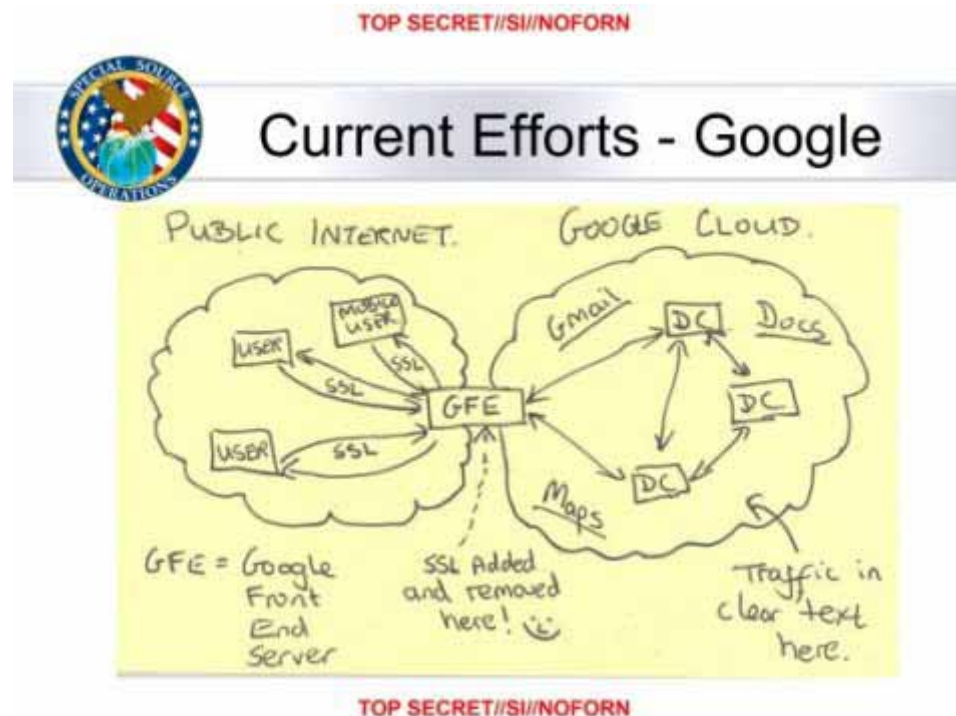 TOP SECRET//SI//NOFORN
SPECIAL SOURCE
OPERATIONS
Current Efforts - Google
PUBLIC INTERNET.
GOOGLE CLOUD.
MOBILE
USER
Gmail
DC
Docs
USER
SSL
SSL
GFE
DC
USER
SSL
DC
Maps
GFE = Google
Front
End
Server
SSL Added
and removed
here!
Traffic in
clear text
here.
TOP SECRET//SI//NOFORN